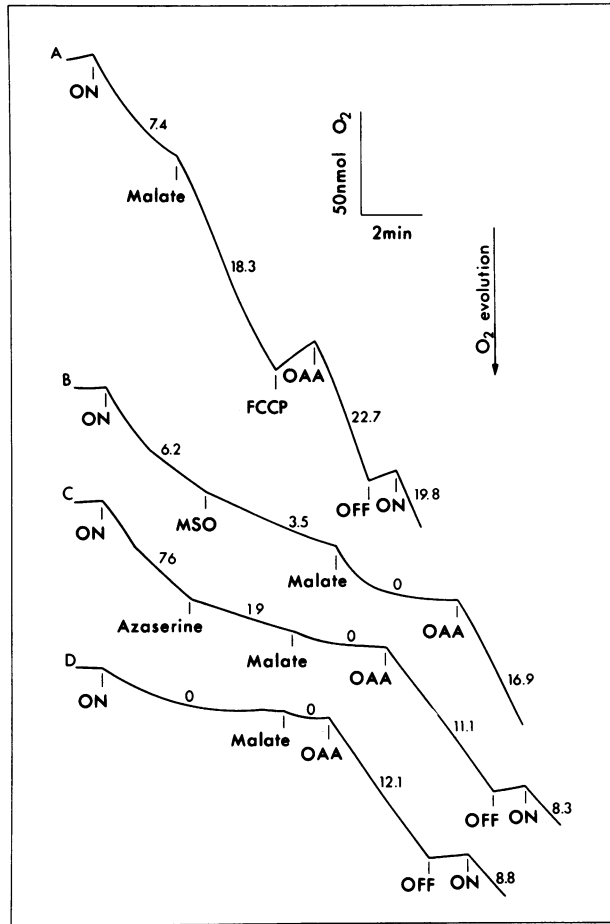 A
ON
7.4
Malate
50nmol O₂
2min
18.3
O₂ evolution
FCCP
OAA
22.7
OFF
ON
19.8
B
ON
6.2
MSO
3.5
Malate
0
OAA
16.9
C
ON
76
Azaserine
19
Malate
0
OAA
11.1
OFF
ON
8.3
D
ON
0
Malate
0
OAA
12.1
OFF
ON
8.8